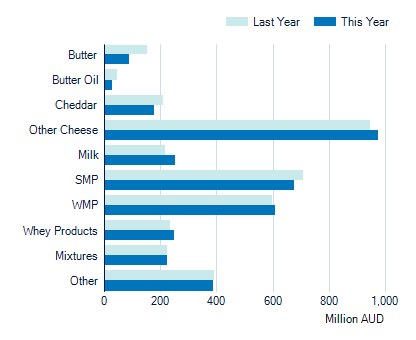 Last Year This Year
Butter
Butter Oil
Cheddar
Other Cheese
Milk
SMP
WMP
Whey Products
Mixtures
Other
0 200 400 600 800 1,000
Million AUD